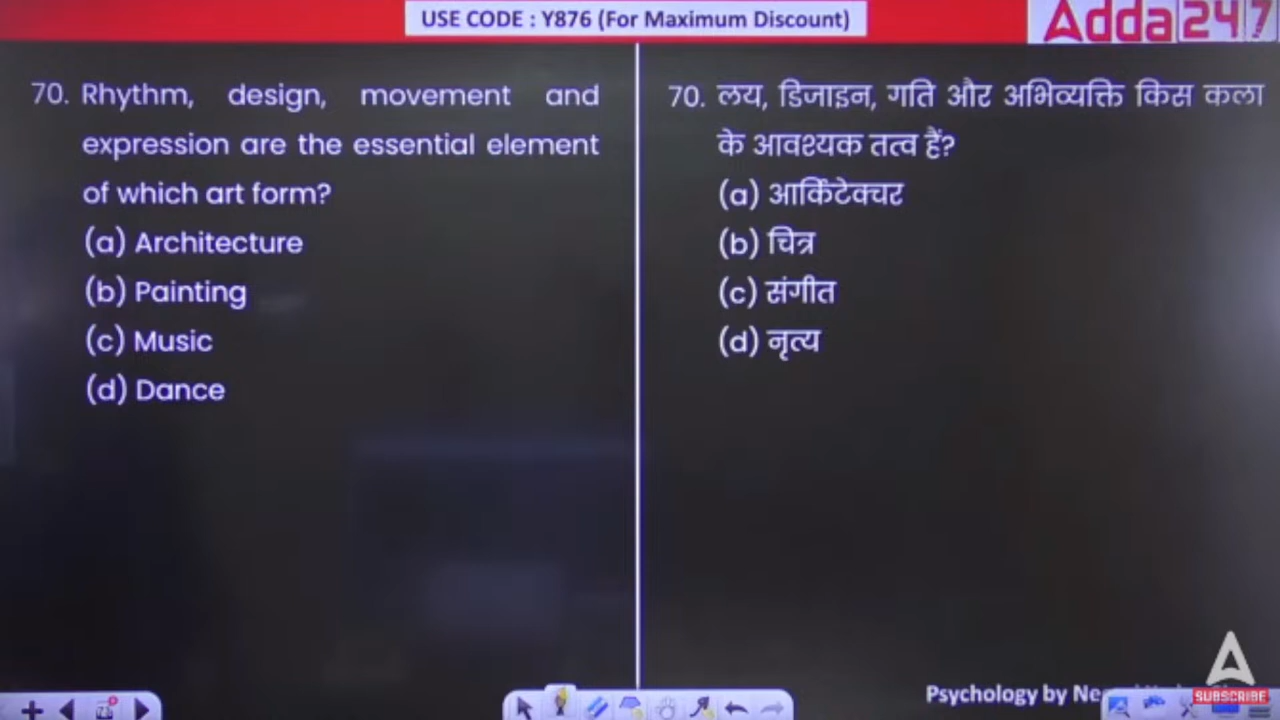 USE CODE : Y876 (For Maximum Discount)
Adda247
70. Rhythm, design, movement and
expression are the essential element
of which art form?
(a) Architecture
(b) Painting
(c) Music
(d) Dance
70. लय, डिजाइन, गति और अभिव्यक्ति किस कला
के आवश्यक तत्व हैं?
(a) आर्किटेक्चर
(b) चित्र
(c) संगीत
(d) नृत्य
Psychology by
SUBSCRIBE